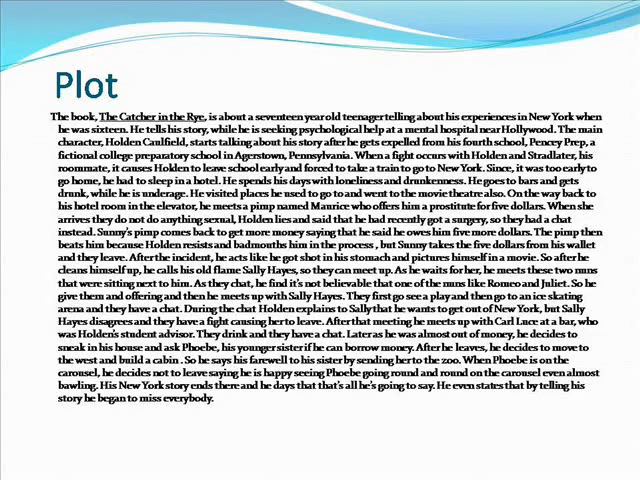 Plot
The book, The Catcher in the Rye, is about a seventeen year old teenager telling about his experiences in New York when
he was sixteen. He tells his story, while he is seeking psychological help at a mental hospital near Hollywood. The main
character, Holden Caulfield, starts talking about his story after he gets expelled from his fourth school, Pencey Prep, a
fictional college preparatory school in Agerstown, Pennsylvania. When a fight occurs with Holden and Stradlater, his
roommate, it causes Holden to leave school early and forced to take a train to go to New York. Since, it was too early to
go home, he had to sleep in a hotel. He spends his days with loneliness and drunkenness. He goes to bars and gets
drunk, while he is underage. He visited places he used to go to and went to the movie theatre also. On the way back to
his hotel room in the elevator, he meets a pimp named Maurice who offers him a prostitute for five dollars. When she
arrives they do not do anything sexual, Holden lies and said that he had recently got a surgery, so they had a chat
instead. Sunny's pimp comes back to get more money saying that he said he owes him five more dollars. The pimp then
beats him because Holden resists and badmouths him in the process , but Sunny takes the five dollars from his wallet
and they leave. After the incident, he acts like he got shot in his stomach and pictures himself in a movie. So after he
cleans himself up, he calls his old flame Sally Hayes, so they can meet up. As he waits for her, he meets these two nuns
that were sitting next to him. As they chat, he find it's not believable that one of the nuns like Romeo and Juliet. So he
give them and offering and then he meets up with Sally Hayes. They first go see a play and then go to an ice skating
arena and they have a chat. During the chat Holden explains to Sally that he wants to get out of New York, but Sally
Hayes disagrees and they have a fight causing her to leave. After that meeting he meets up with Carl Luce at a bar, who
was Holden's student advisor. They drink and they have a chat. Later as he was almost out of money, he decides to
sneak in his house and ask Phoebe, his younger sister if he can borrow money. After he leaves, he decides to move to
the west and build a cabin . So he says his farewell to his sister by sending her to the zoo. When Phoebe is on the
carousel, he decides not to leave saying he is happy seeing Phoebe going round and round on the carousel even almost
bawling. His New York story ends there and he days that that's all he's going to say. He even states that by telling his
story he began to miss everybody.